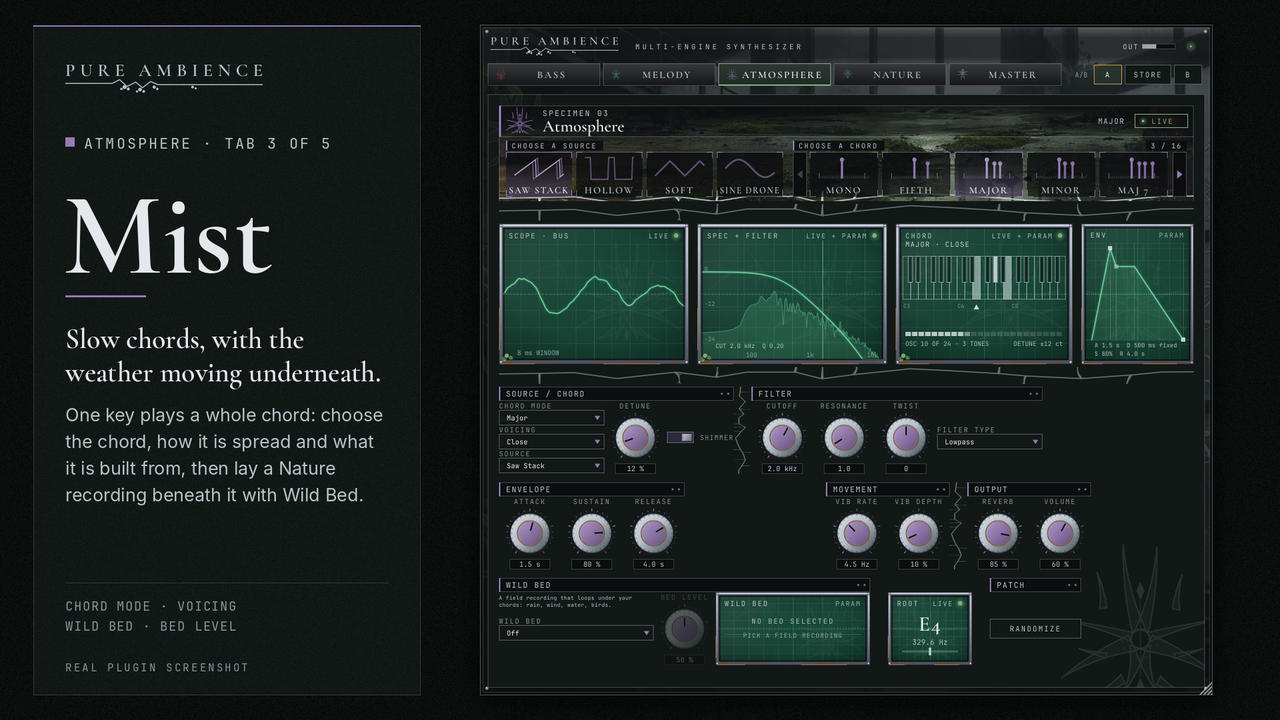 PURE AMBIENCE
ATMOSPHERE · TAB 3 OF 5
Mist
Slow chords, with the
weather moving underneath.
One key plays a whole chord: choose
the chord, how it is spread and what
it is built from, then lay a Nature
recording beneath it with Wild Bed.
CHORD MODE · VOICING
WILD BED · BED LEVEL
REAL PLUGIN SCREENSHOT
PURE AMBIENCE
MULTI-ENGINE SYNTHESIZER
OUT
BASS
MELODY
ATMOSPHERE
NATURE
MASTER
A/B
A
STORE
B
SPECIMEN 03
Atmosphere
MAJOR
LIVE
CHOOSE A SOURCE
CHOOSE A CHORD
3 / 16
SAW STACK
HOLLOW
SOFT
SINE DRONE
MONO
FIFTH
MAJOR
MINOR
MAJ 7
SCOPE · BUS
LIVE
8 ms WINDOW
SPEC + FILTER
LIVE + PARAM
0
-12
-24
CUT 2.0 kHz Q 0.20
100
1k
10k
CHORD
LIVE + PARAM
MAJOR · CLOSE
C3
C4
C5
OSC 10 OF 24 · 3 TONES
DETUNE ±12 ct
ENV
PARAM
A 1.5 s D 500 ms fixed
S 80% R 4.0 s
SOURCE / CHORD
CHORD MODE
Major
VOICING
Close
SOURCE
Saw Stack
DETUNE
12 %
SHIMMER
FILTER
CUTOFF
2.0 kHz
RESONANCE
1.0
TWIST
0
FILTER TYPE
Lowpass
ENVELOPE
ATTACK
1.5 s
SUSTAIN
80 %
RELEASE
4.0 s
MOVEMENT
VIB RATE
4.5 Hz
VIB DEPTH
10 %
OUTPUT
REVERB
85 %
VOLUME
60 %
WILD BED
A field recording that loops under your
chords: rain, wind, water, birds.
WILD BED
Off
BED LEVEL
50 %
WILD BED
PARAM
NO BED SELECTED
PICK A FIELD RECORDING
ROOT
LIVE
E4
329.6 Hz
PATCH
RANDOMIZE